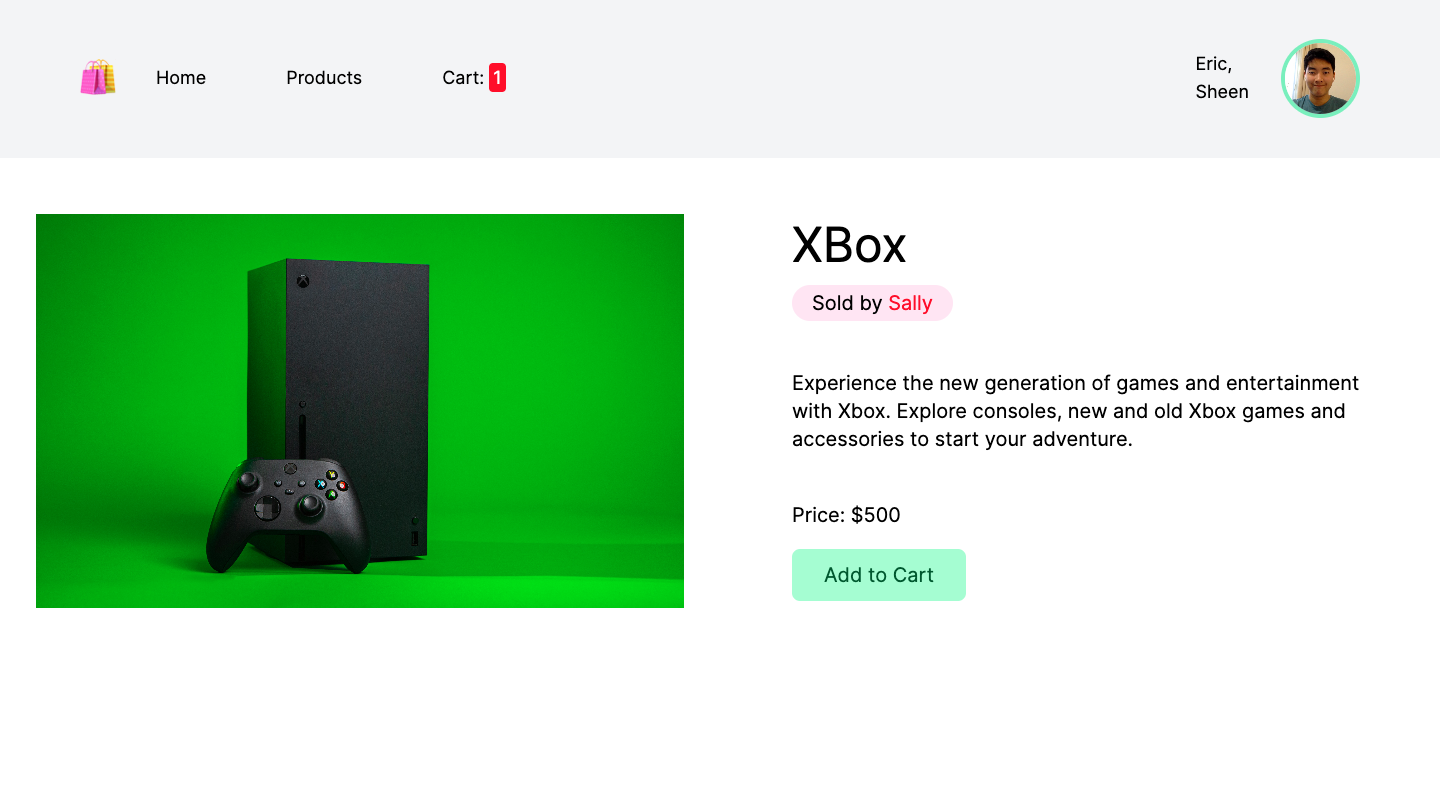 Home
Products
Cart: 1
Eric,
Sheen
XBox
Sold by Sally
Experience the new generation of games and entertainment
with Xbox. Explore consoles, new and old Xbox games and
accessories to start your adventure.
Price: $500
Add to Cart